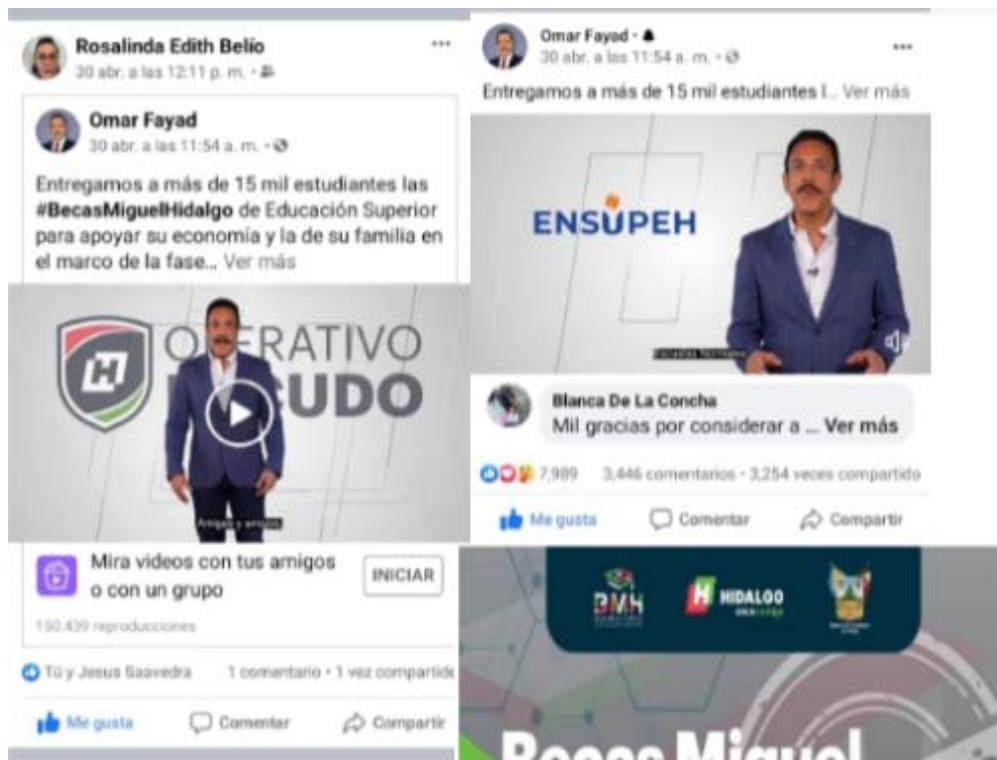 Rosalinda Edith Belío
30 abr. a las 12:11 p. m.
Omar Fayad
30 abr. a las 11:54 a. m.
Entregamos a más de 15 mil estudiantes las
#BecasMiguelHidalgo de Educación Superior
para apoyar su economía y la de su familia en
el marco de la fase... Ver más
OPERATIVO
ESCUDO
H
Amigas y amigos,
Mira videos con tus amigos
o con un grupo
INICIAR
150.439 reproducciones
Tú y Jesus Saavedra
1 comentario • 1 vez compartido
Me gusta
Comentar
Compartir
Omar Fayad
30 abr. a las 11:54 a. m.
Entregamos a más de 15 mil estudiantes l... Ver más
ENSÚPEH
Escuelas Normales
Blanca De La Concha
Mil gracias por considerar a ... Ver más
7,989
3,446 comentarios • 3,254 veces compartido
Me gusta
Comentar
Compartir
BMH
H HIDALGO
Becas Miguel